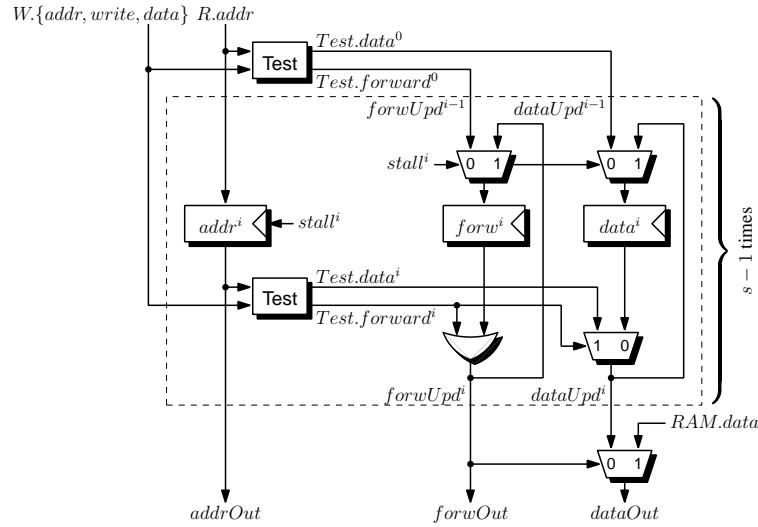 W.{addr, write, data} R.addr
Test.data^0
Test
Test.forward^0
forwUpd^{i−1} dataUpd^{i−1}
stall^i 0 1 0 1
addr^i stall^i forw^i data^i
s − 1 times
Test.data^i
Test
Test.forward^i
1 0
forwUpd^i dataUpd^i
RAM.data
0 1
addrOut forwOut dataOut